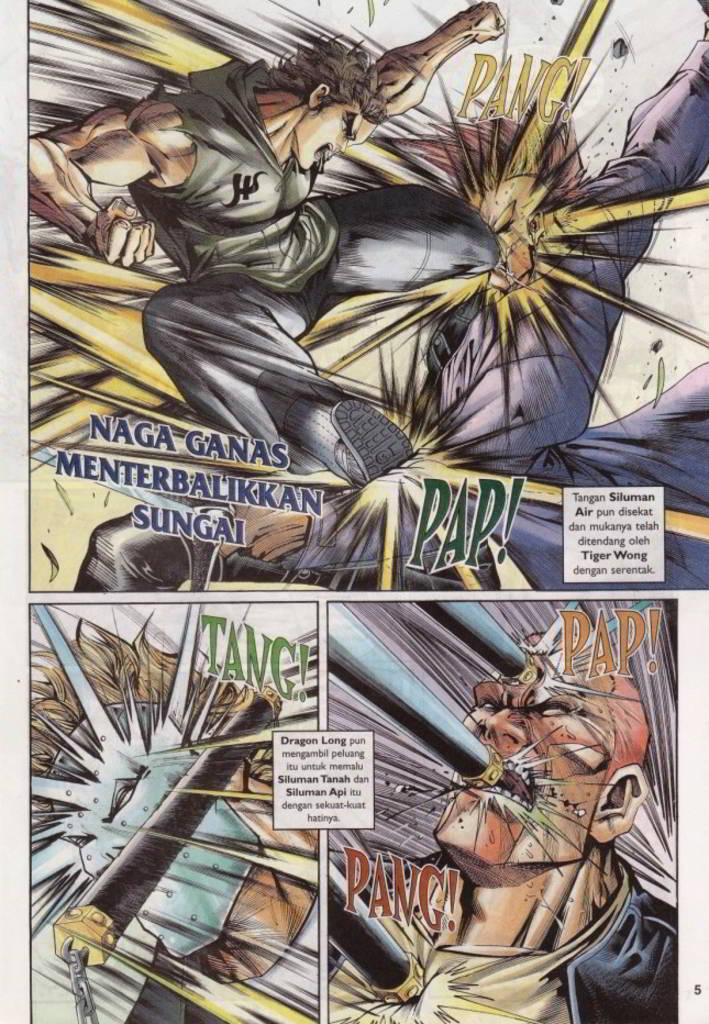 PANG!
NAGA GANAS
MENTERBALIKKAN
SUNGAI
PAP!
Tangan Siluman
Air pun disekat
dan mukanya telah
ditendang oleh
Tiger Wong
dengan serentak.
TANG!
Dragon Long pun
mengambil peluang
itu untuk memalu
Siluman Tanah dan
Siluman Api itu
dengan sekuat-kuat
hatinya.
PAP!
PANG!
5